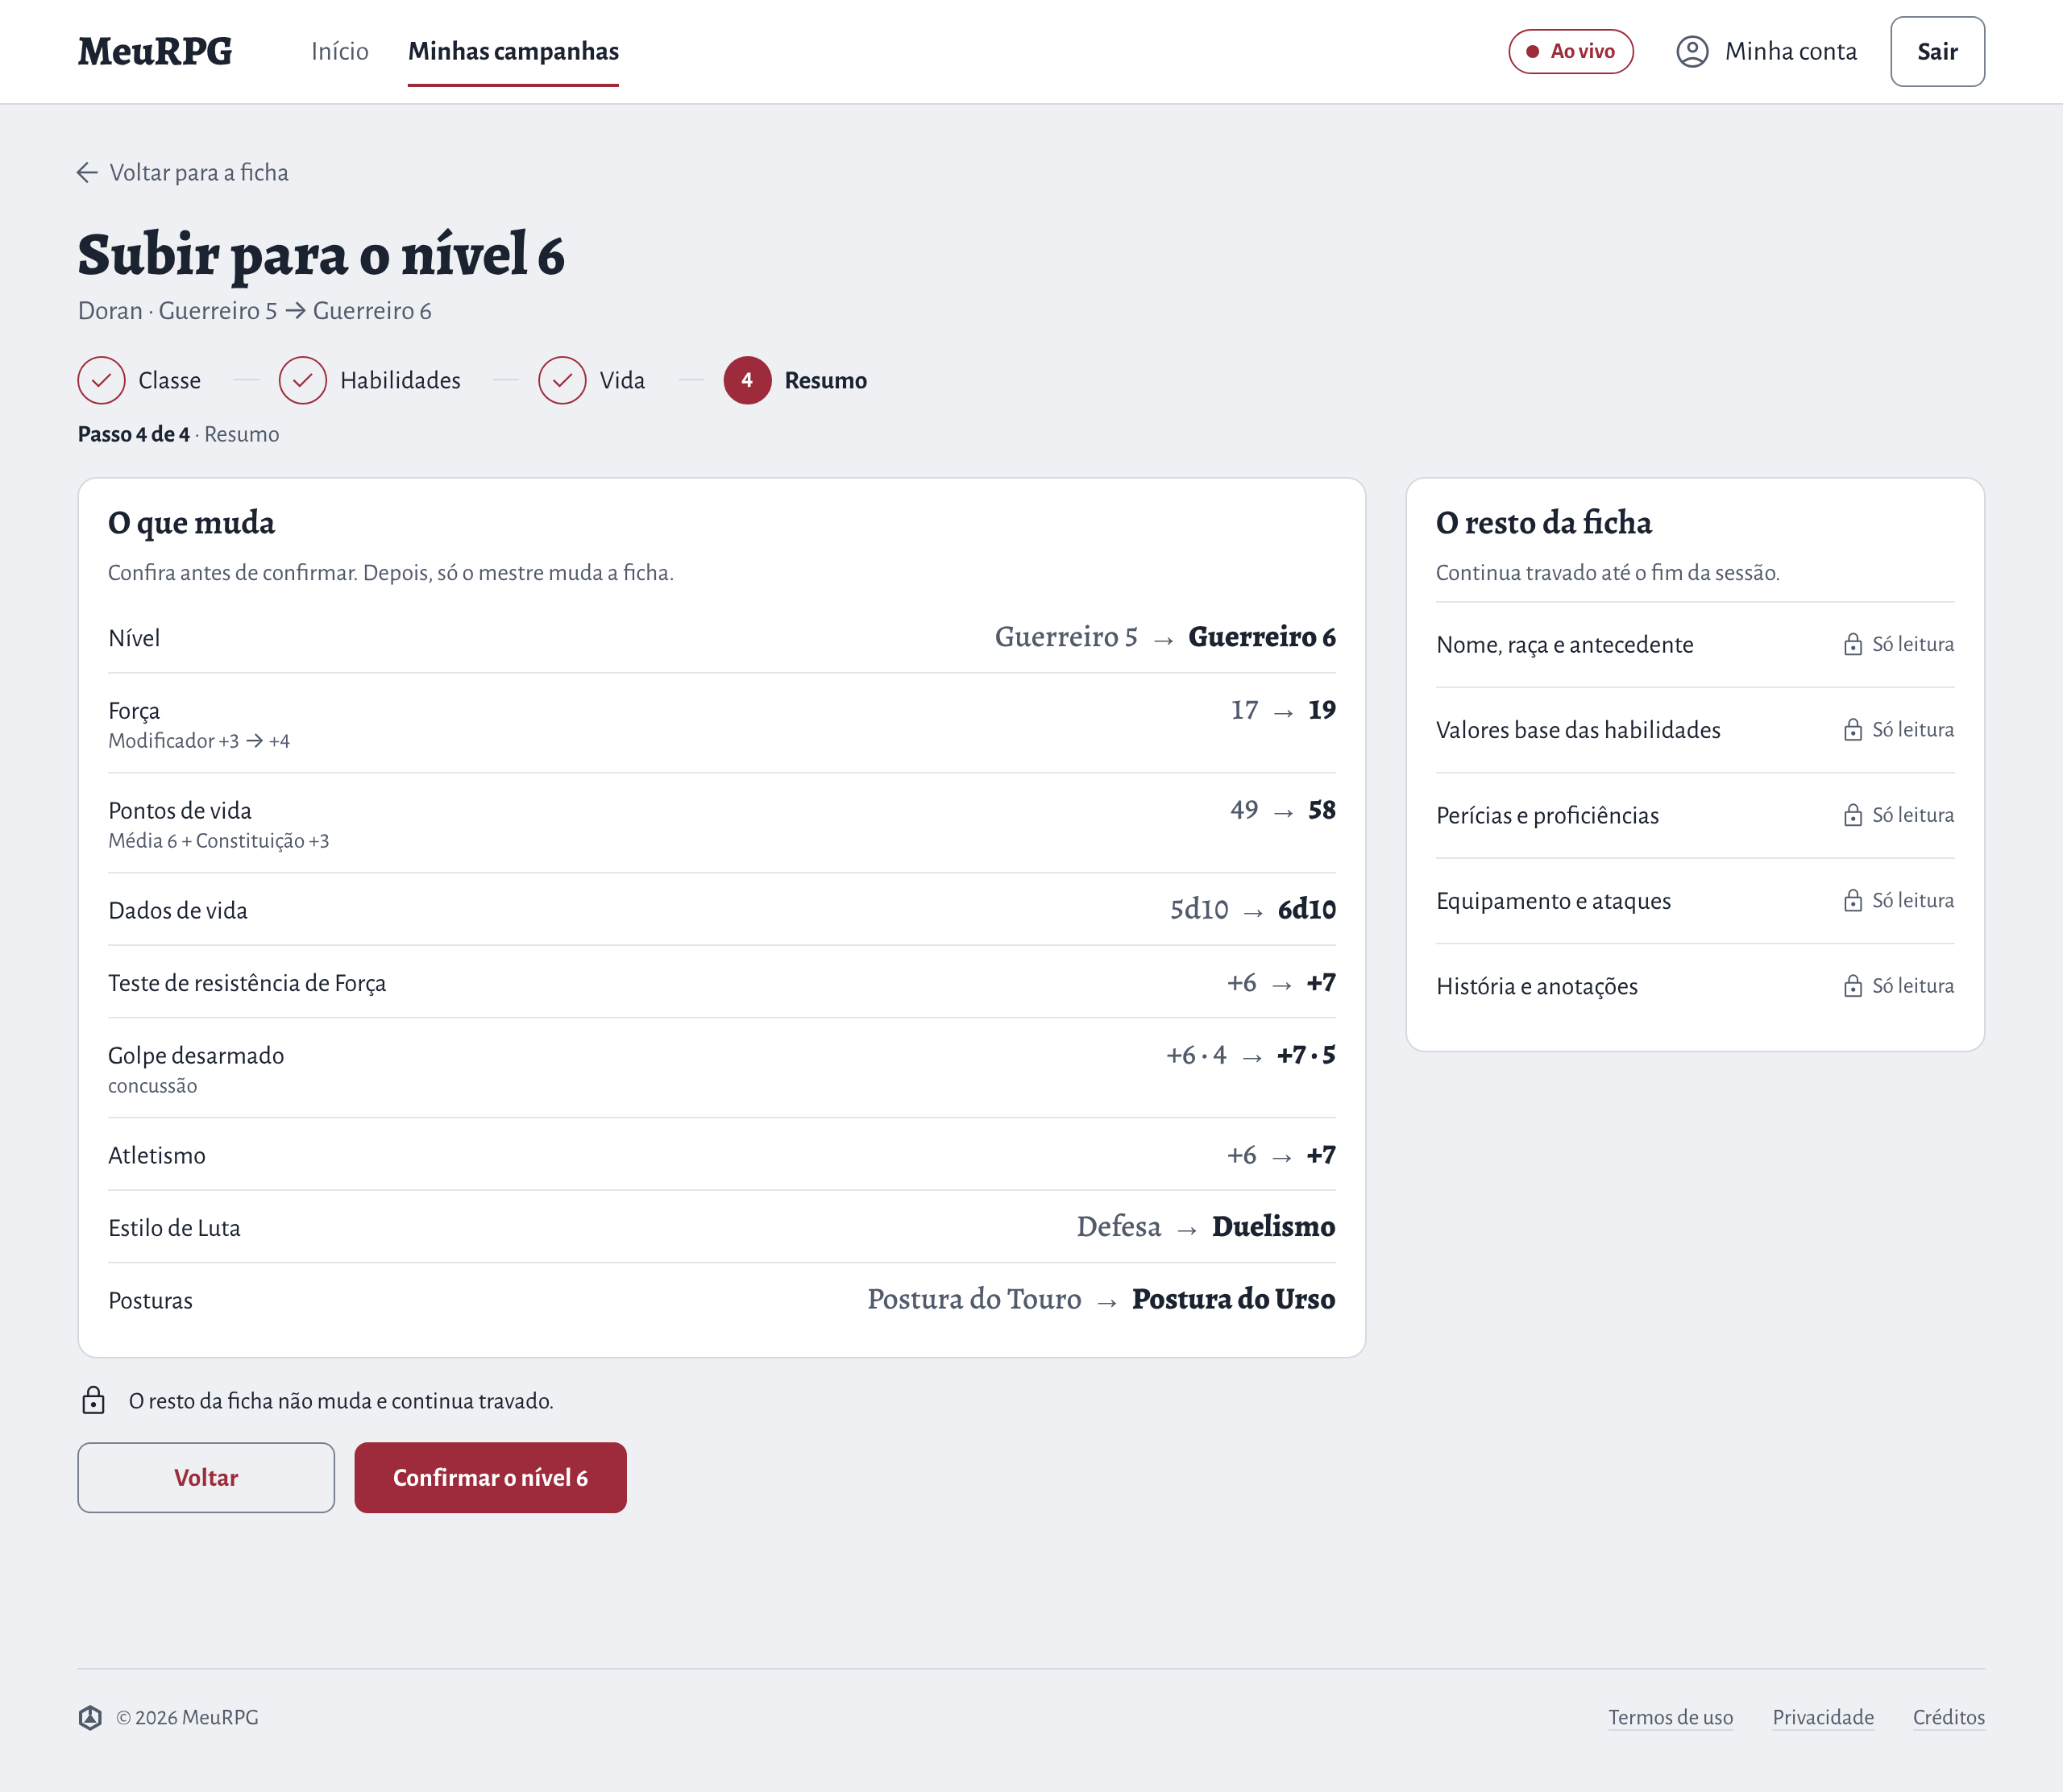 MeuRPG
Início
Minhas campanhas
Ao vivo
Minha conta
Sair
← Voltar para a ficha
Subir para o nível 6
Doran · Guerreiro 5 → Guerreiro 6
Classe
Habilidades
Vida
4 Resumo
Passo 4 de 4 · Resumo
O que muda
Confira antes de confirmar. Depois, só o mestre muda a ficha.
Nível
Guerreiro 5 → Guerreiro 6
Força
17 → 19
Modificador +3 → +4
Pontos de vida
49 → 58
Média 6 + Constituição +3
Dados de vida
5d10 → 6d10
Teste de resistência de Força
+6 → +7
Golpe desarmado
+6 · 4 → +7 · 5
concussão
Atletismo
+6 → +7
Estilo de Luta
Defesa → Duelismo
Posturas
Postura do Touro → Postura do Urso
O resto da ficha
Continua travado até o fim da sessão.
Nome, raça e antecedente
Só leitura
Valores base das habilidades
Só leitura
Perícias e proficiências
Só leitura
Equipamento e ataques
Só leitura
História e anotações
Só leitura
O resto da ficha não muda e continua travado.
Voltar
Confirmar o nível 6
© 2026 MeuRPG
Termos de uso
Privacidade
Créditos